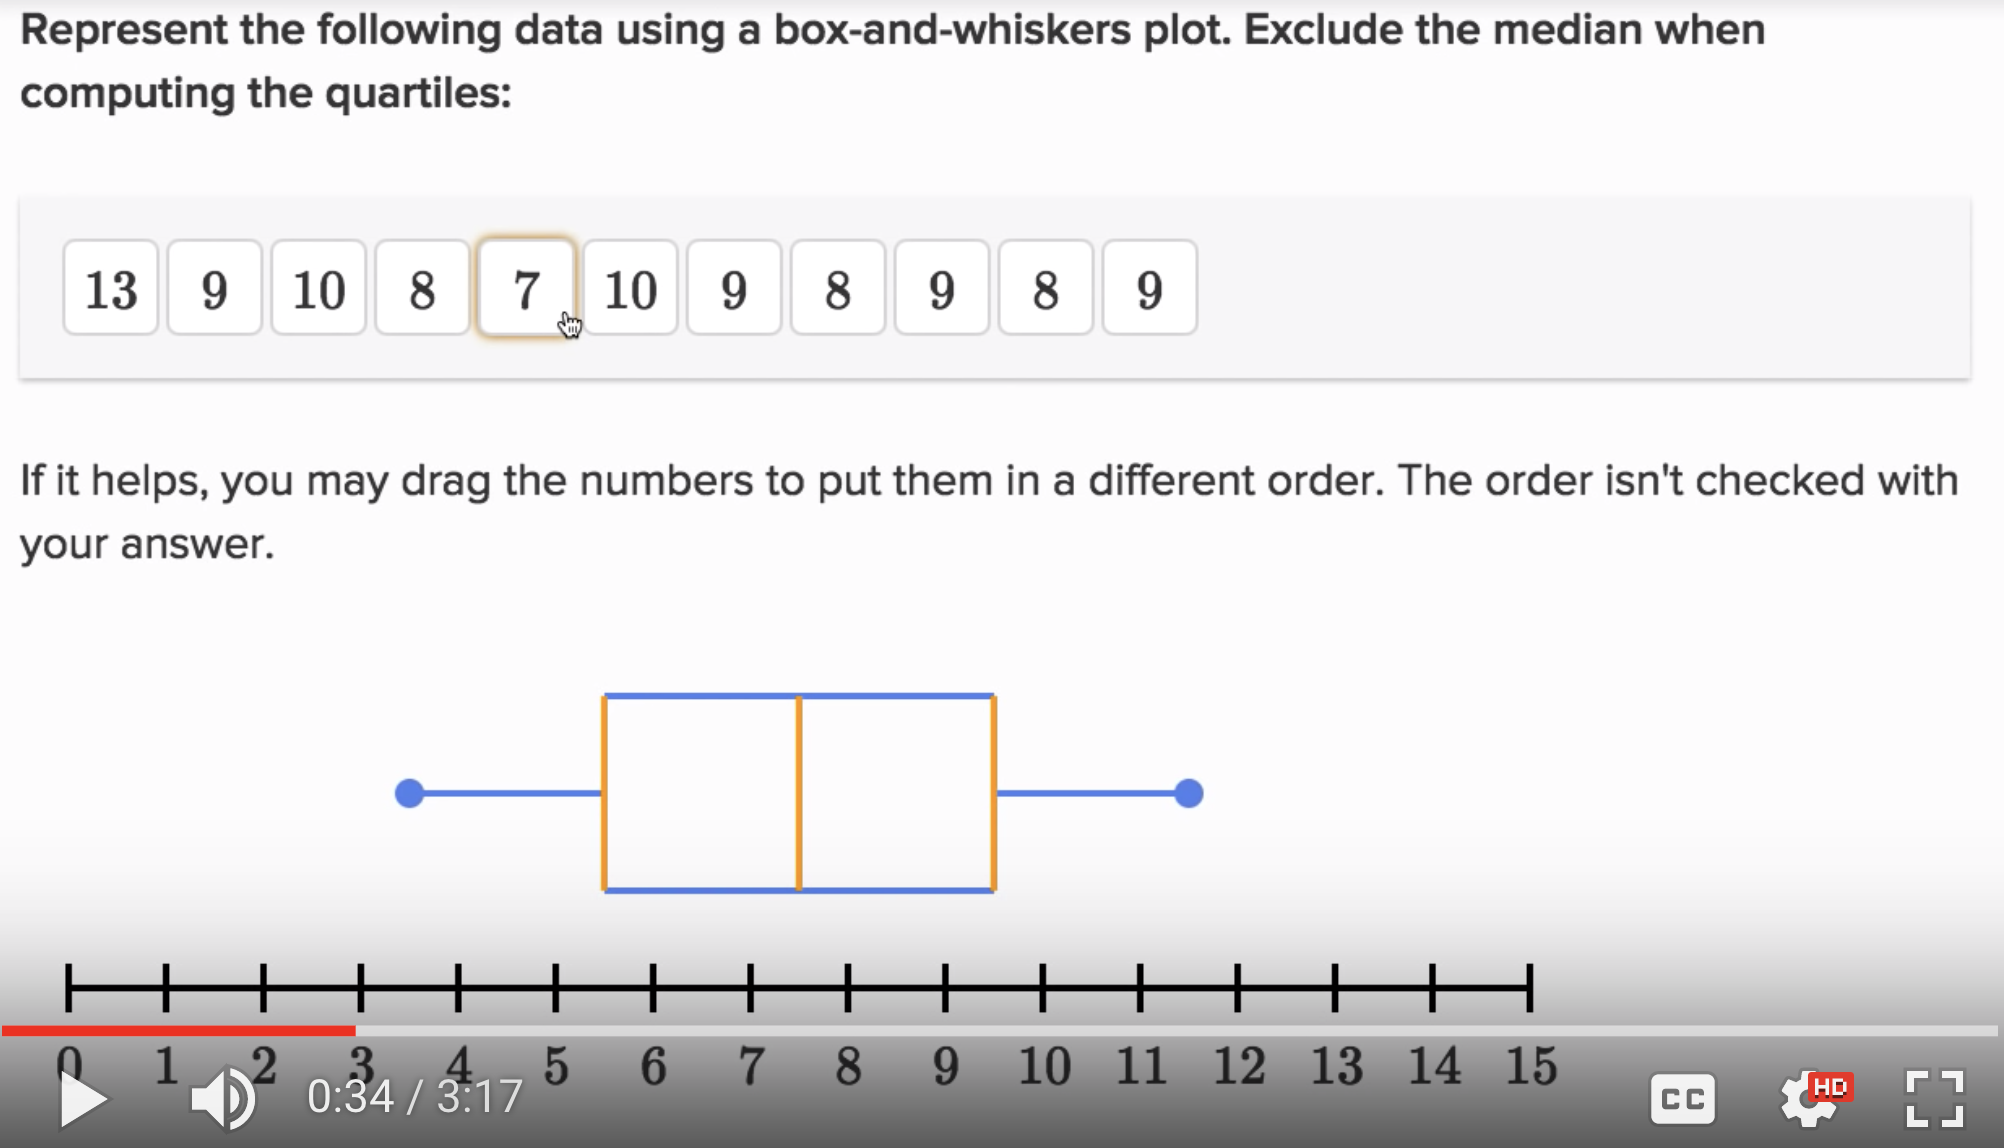 Represent the following data using a box-and-whiskers plot. Exclude the median when
computing the quartiles:
13 9 10 8 7 10 9 8 9 8 9
If it helps, you may drag the numbers to put them in a different order. The order isn't checked with
your answer.
0 1 2 3 4 5 6 7 8 9 10 11 12 13 14 15
0:34 / 3:17 CC HD